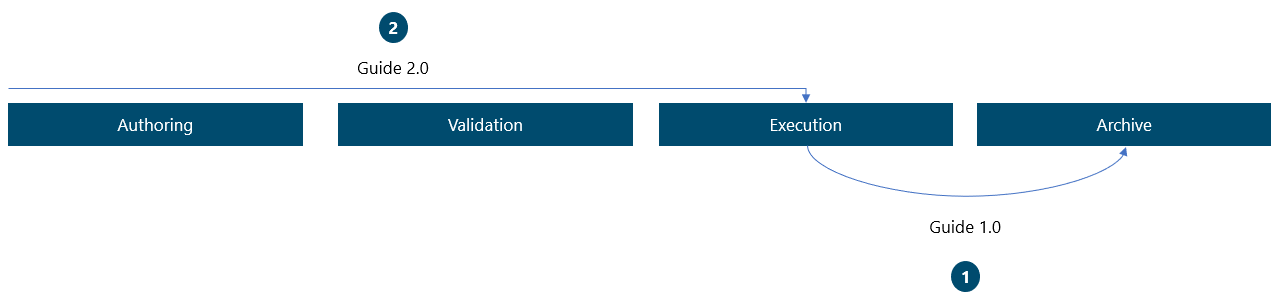 2
Guide 2.0
Authoring
Validation
Execution
Archive
Guide 1.0
1